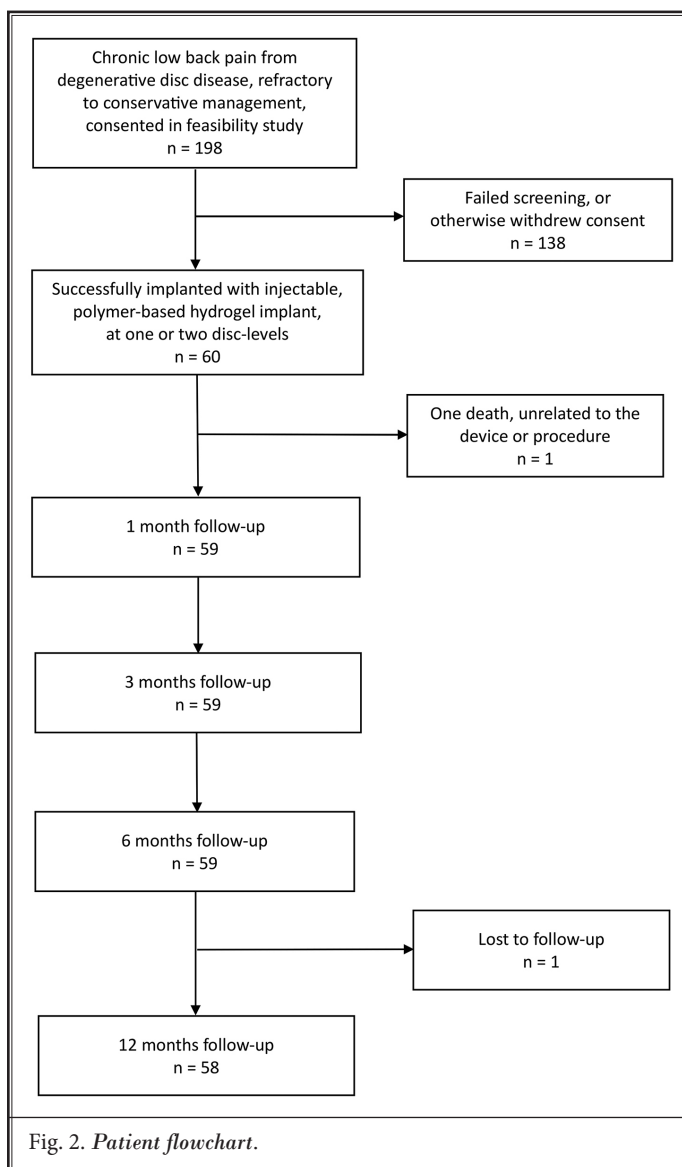 Chronic low back pain from
degenerative disc disease, refractory
to conservative management,
consented in feasibility study
n = 198
Failed screening, or
otherwise withdrew consent
n = 138
Successfully implanted with injectable,
polymer-based hydrogel implant,
at one or two disc-levels
n = 60
One death, unrelated to the
device or procedure
n = 1
1 month follow-up
n = 59
3 months follow-up
n = 59
6 months follow-up
n = 59
Lost to follow-up
n = 1
12 months follow-up
n = 58
Fig. 2. Patient flowchart.